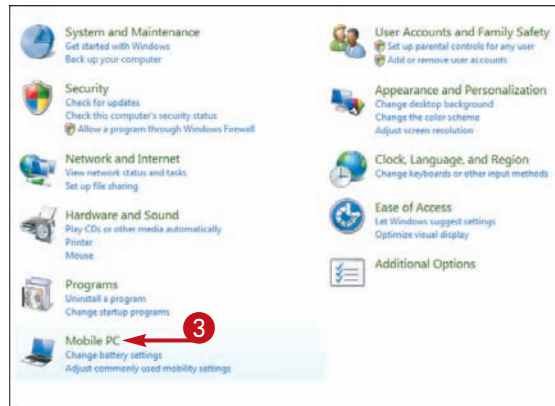 System and Maintenance
Get started with Windows
Back up your computer
Security
Check for updates
Check this computer's security status
Allow a program through Windows Firewall
Network and Internet
View network status and tasks
Set up file sharing
Hardware and Sound
Play CDs or other media automatically
Printer
Mouse
Programs
Uninstall a program
Change startup programs
Mobile PC
3
Change battery settings
Adjust commonly used mobility settings
User Accounts and Family Safety
Set up parental controls for any user
Add or remove user accounts
Appearance and Personalization
Change desktop background
Change the color scheme
Adjust screen resolution
Clock, Language, and Region
Change keyboards or other input methods
Ease of Access
Let Windows suggest settings
Optimize visual display
Additional Options